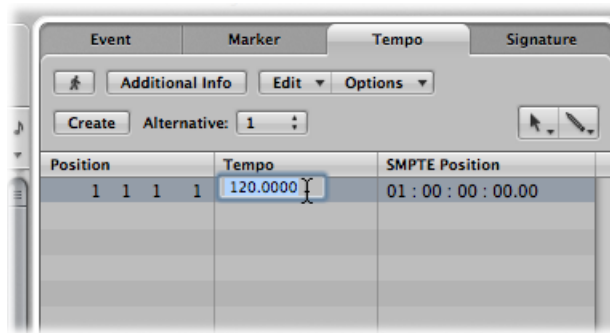 Event Marker Tempo Signature
Additional Info Edit Options
Create Alternative: 1
Position Tempo SMPTE Position
1 1 1 1 120.0000 01 : 00 : 00 : 00.00